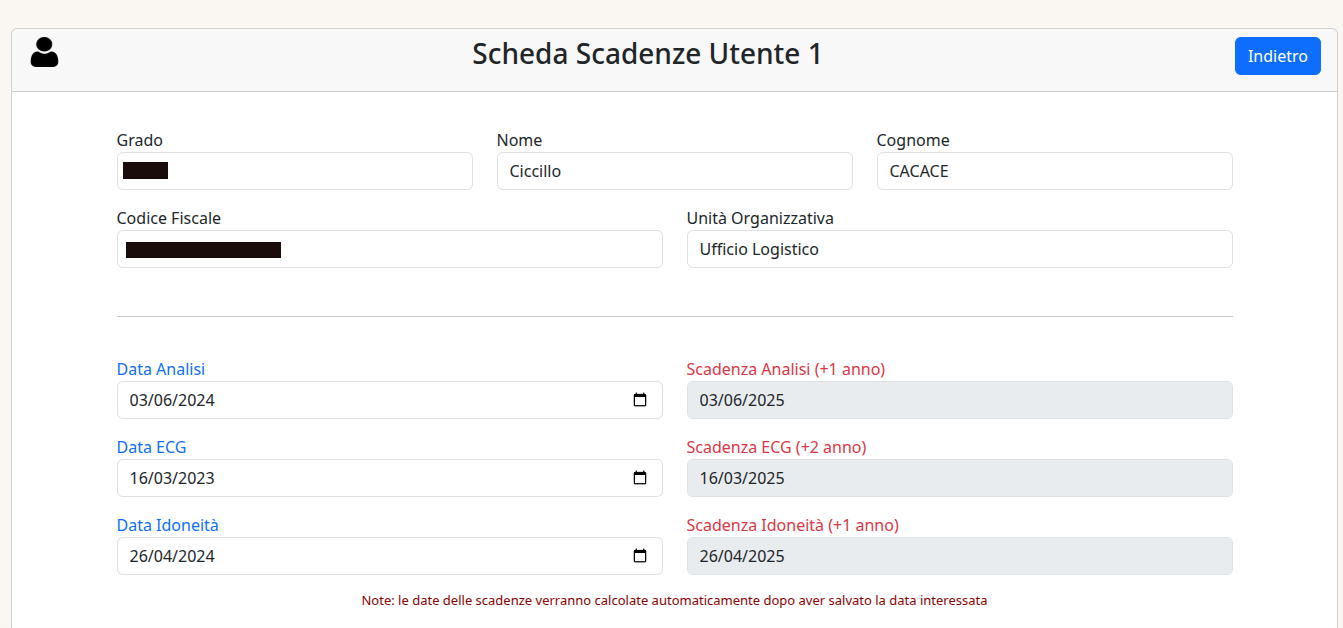 Scheda Scadenze Utente 1
Indietro
Grado
Nome
Cognome
Ciccillo
CACACE
Codice Fiscale
Unità Organizzativa
Ufficio Logistico
Data Analisi
Scadenza Analisi (+1 anno)
03/06/2024
03/06/2025
Data ECG
Scadenza ECG (+2 anno)
16/03/2023
16/03/2025
Data Idoneità
Scadenza Idoneità (+1 anno)
26/04/2024
26/04/2025
Note: le date delle scadenze verranno calcolate automaticamente dopo aver salvato la data interessata